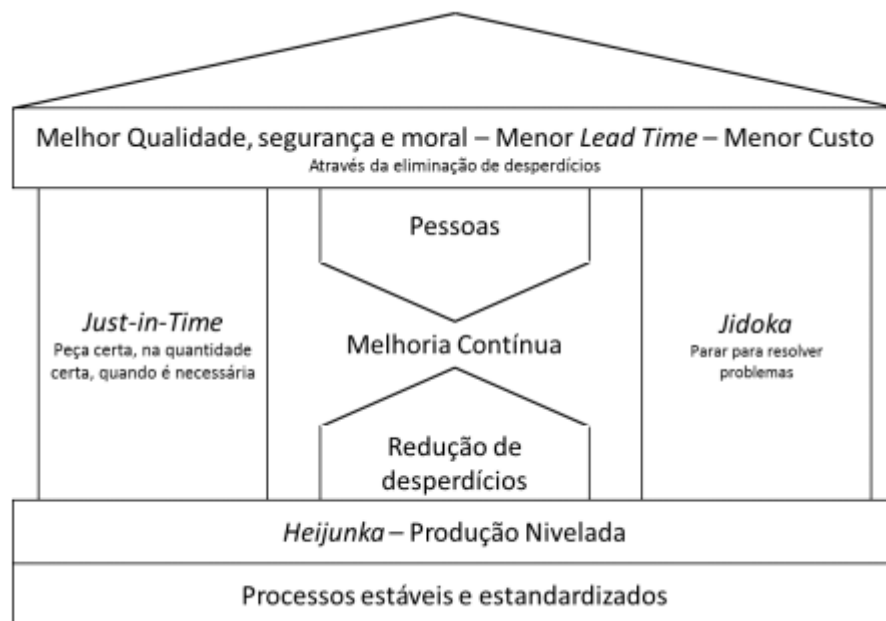 Melhor Qualidade, segurança e moral – Menor Lead Time – Menor Custo
Através da eliminação de desperdícios
Pessoas
Just-in-Time
Peça certa, na quantidade
certa, quando é necessária
Melhoria Contínua
Jidoka
Parar para resolver
problemas
Redução de
desperdícios
Heijunka – Produção Nivelada
Processos estáveis e estandardizados